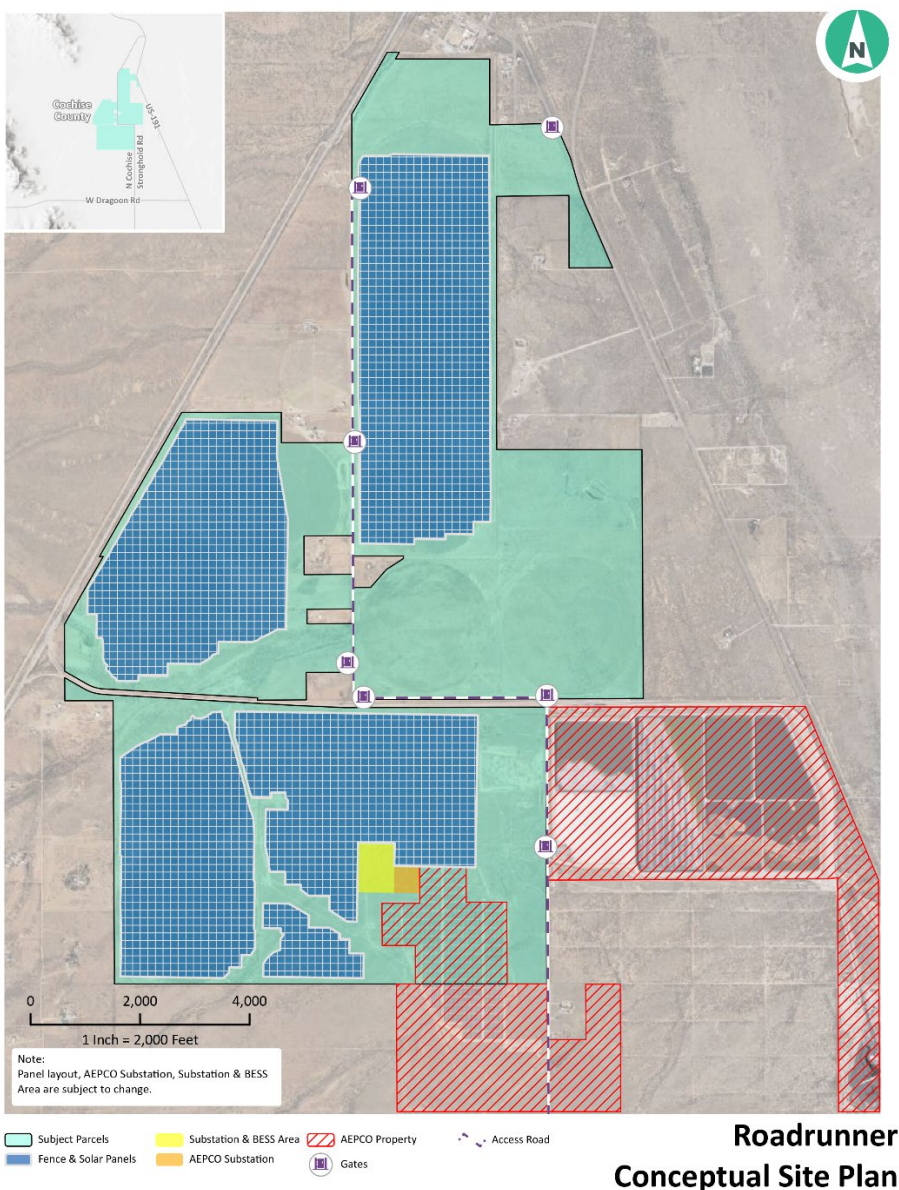 N
Cochise
County
US-191
N Cochise
Stronghold Rd
W Dragoon Rd
0 2,000 4,000
1 Inch = 2,000 Feet
Note:
Panel layout, AEPCO Substation, Substation & BESS
Area are subject to change.
Subject Parcels
Substation & BESS Area
AEPCO Property
Access Road
Fence & Solar Panels
AEPCO Substation
Gates
Roadrunner
Conceptual Site Plan